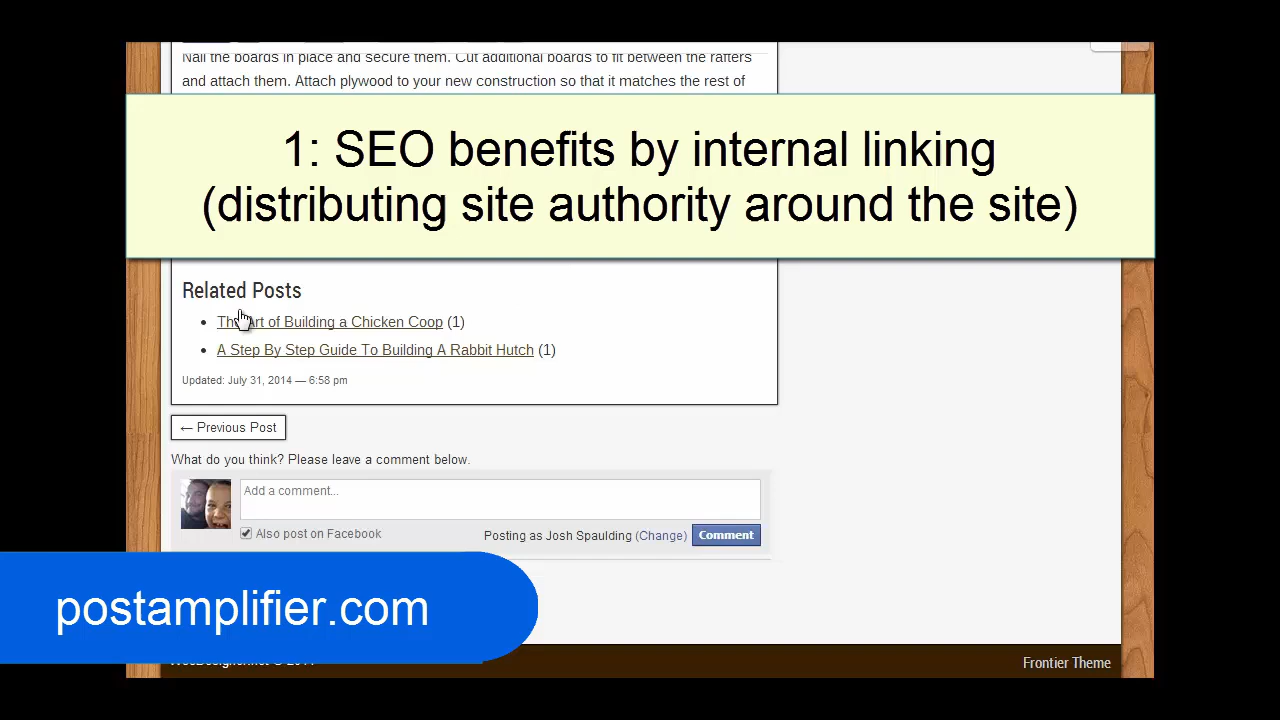 Nail the boards in place and secure them. Cut additional boards to fit between the rafters
and attach them. Attach plywood to your new construction so that it matches the rest of
1: SEO benefits by internal linking
(distributing site authority around the site)
Related Posts
The Art of Building a Chicken Coop (1)
A Step By Step Guide To Building A Rabbit Hutch (1)
Updated: July 31, 2014 — 6:58 pm
← Previous Post
What do you think? Please leave a comment below.
Add a comment...
Also post on Facebook
Posting as Josh Spaulding (Change)
Comment
postamplifier.com
Frontier Theme